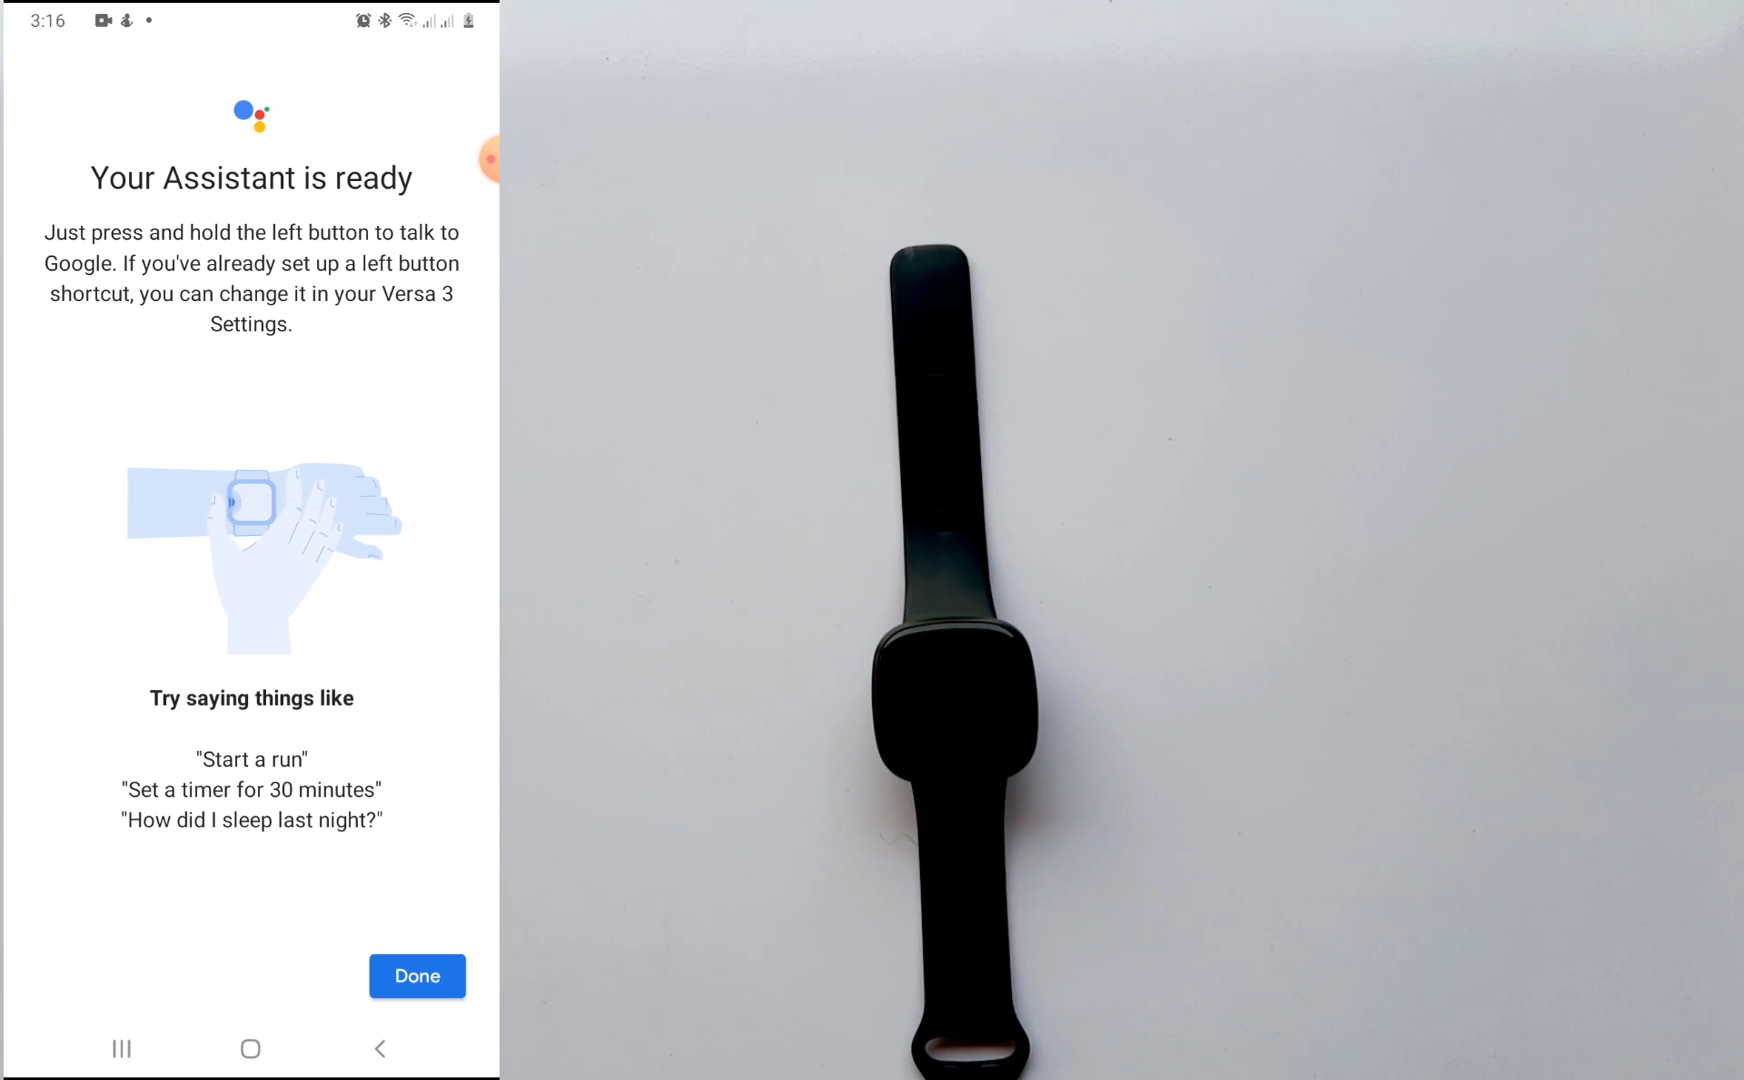 3:16
Your Assistant is ready
Just press and hold the left button to talk to
Google. If you've already set up a left button
shortcut, you can change it in your Versa 3
Settings.
Try saying things like
"Start a run"
"Set a timer for 30 minutes"
"How did I sleep last night?"
Done